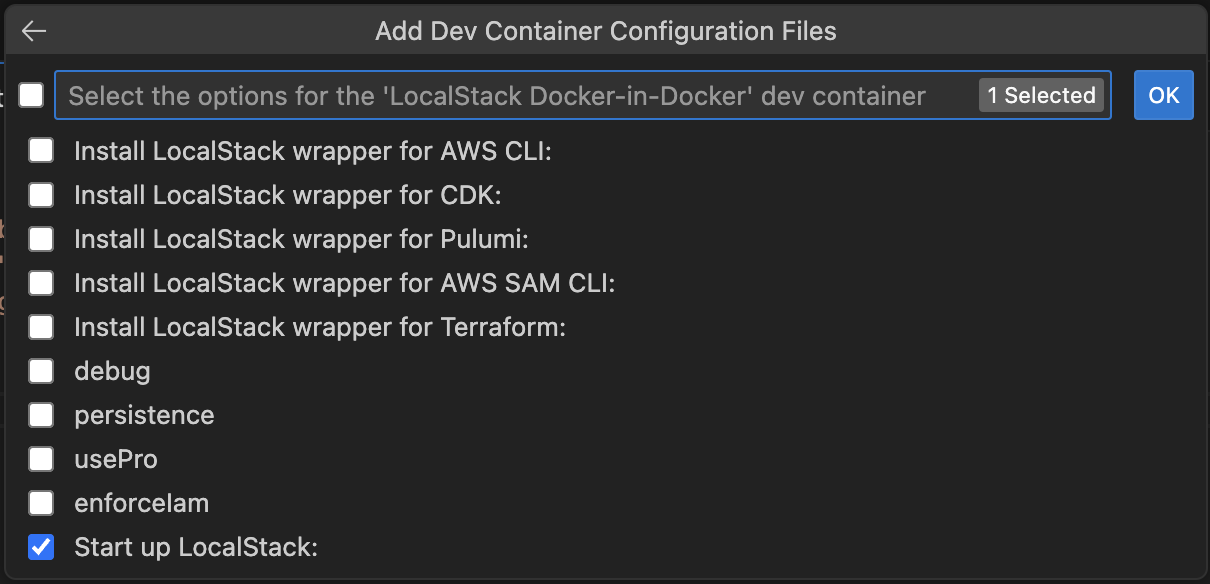 Add Dev Container Configuration Files
Select the options for the 'LocalStack Docker-in-Docker' dev container 1 Selected OK
Install LocalStack wrapper for AWS CLI:
Install LocalStack wrapper for CDK:
Install LocalStack wrapper for Pulumi:
Install LocalStack wrapper for AWS SAM CLI:
Install LocalStack wrapper for Terraform:
debug
persistence
usePro
enforceIam
Start up LocalStack: